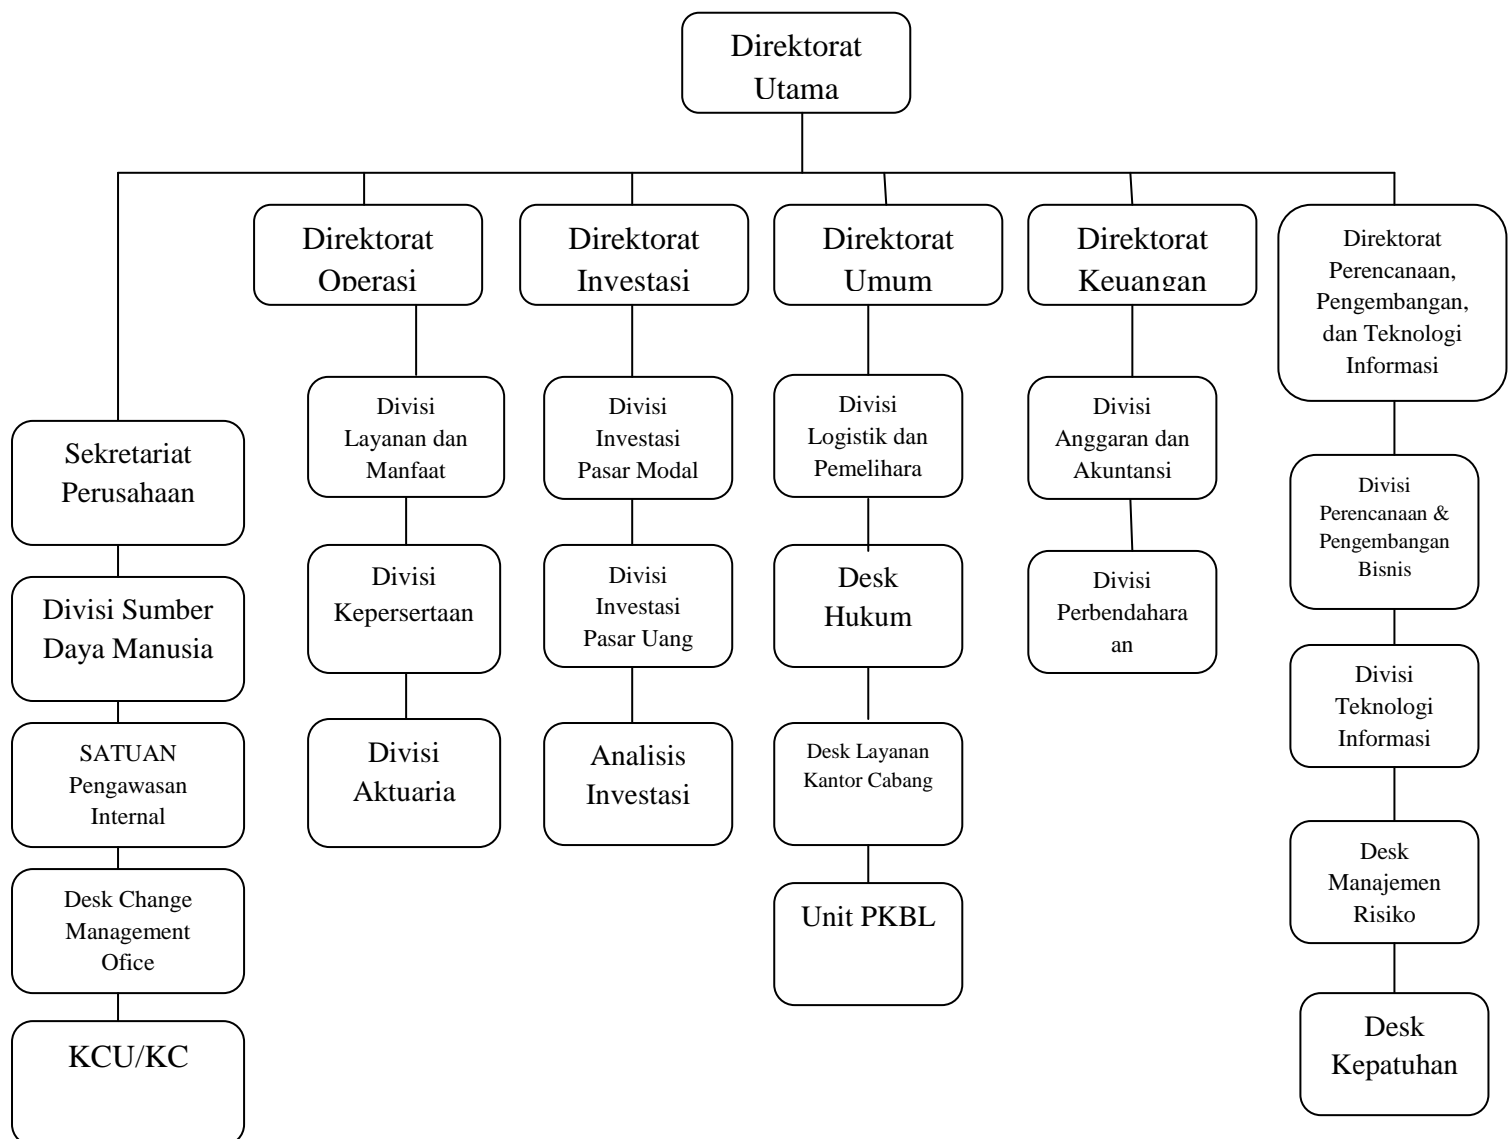 Direktorat
Utama
Direktorat
Operasi
Direktorat
Investasi
Direktorat
Umum
Direktorat
Keuangan
Direktorat
Perencanaan,
Pengembangan,
dan Teknologi
Informasi
Sekretariat
Perusahaan
Divisi Sumber
Daya Manusia
SATUAN
Pengawasan
Internal
Desk Change
Management
Ofice
KCU/KC
Divisi
Layanan dan
Manfaat
Divisi
Kepersertaan
Divisi
Aktuaria
Divisi
Investasi
Pasar Modal
Divisi
Investasi
Pasar Uang
Analisis
Investasi
Divisi
Logistik dan
Pemelihara
Desk
Hukum
Desk Layanan
Kantor Cabang
Unit PKBL
Divisi
Anggaran dan
Akuntansi
Divisi
Perbendahara
an
Divisi
Perencanaan &
Pengembangan
Bisnis
Divisi
Teknologi
Informasi
Desk
Manajemen
Risiko
Desk
Kepatuhan